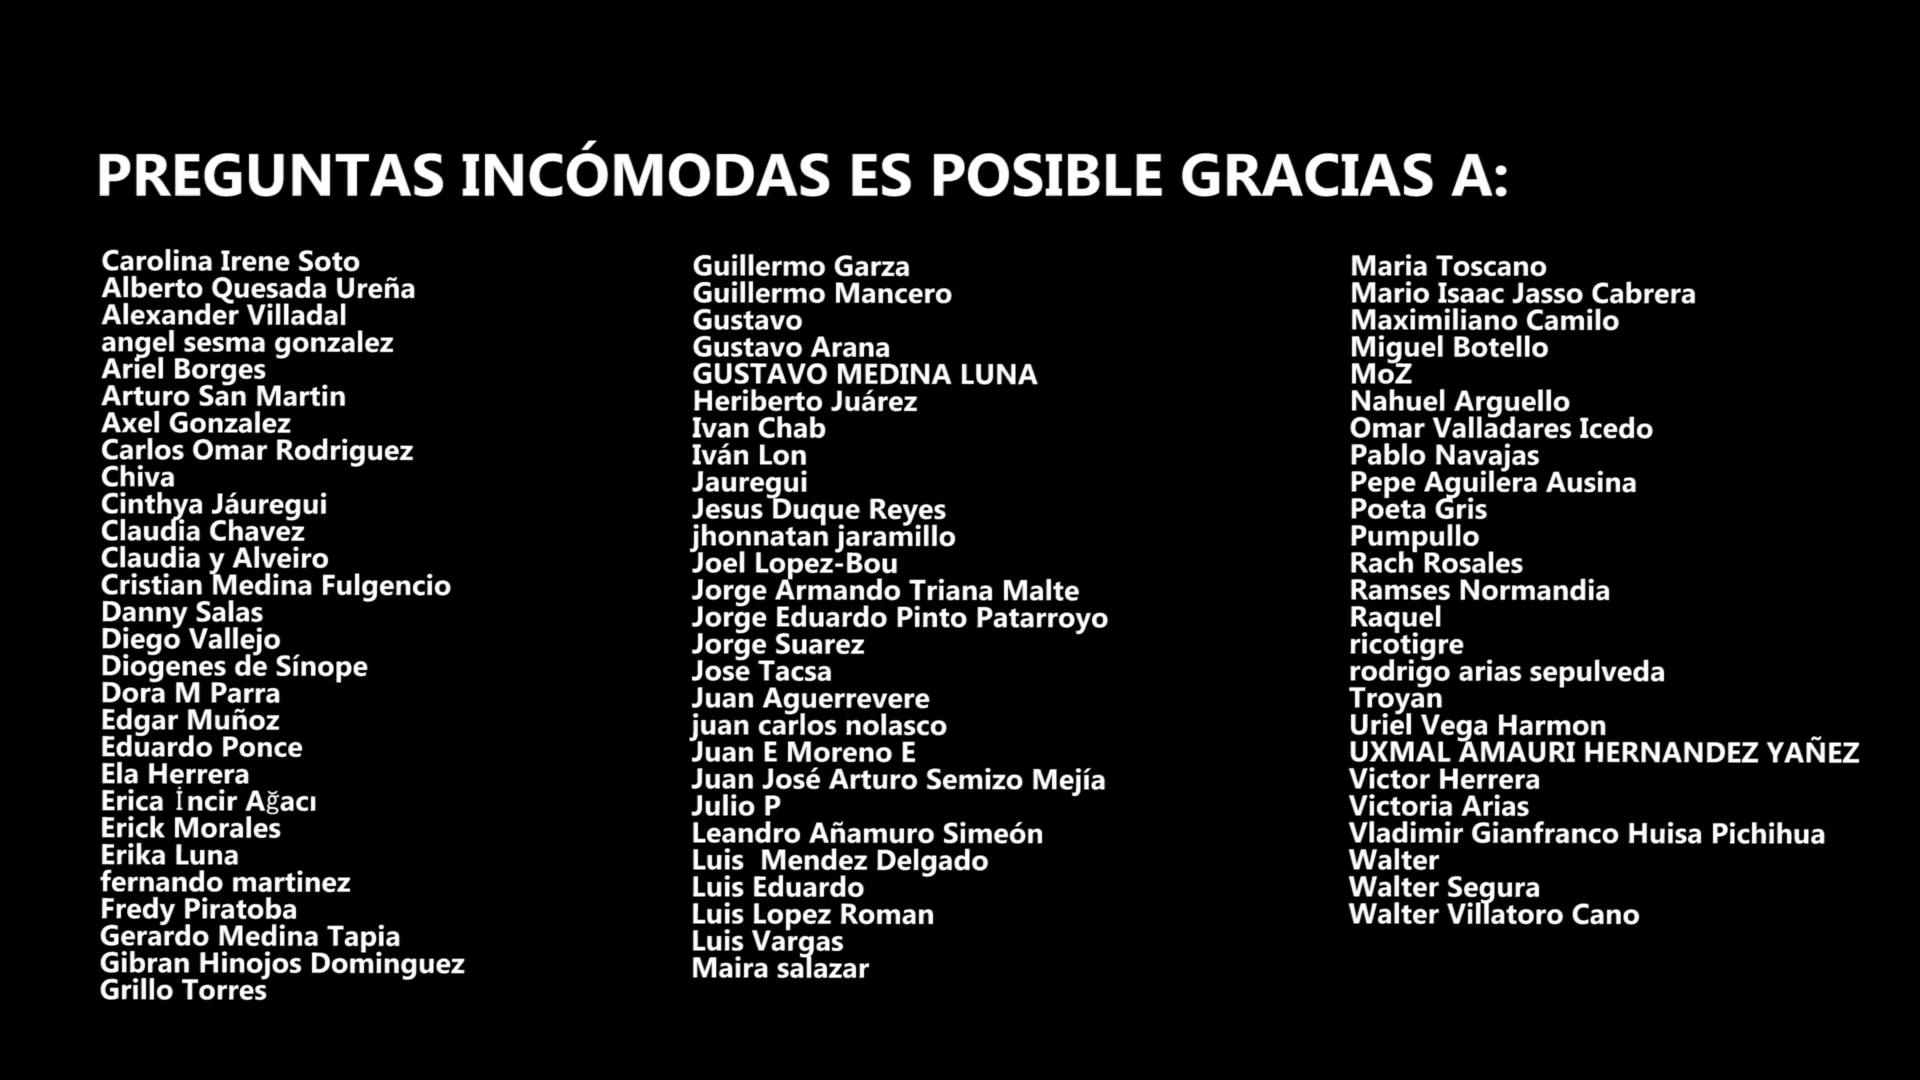 PREGUNTAS INCÓMODAS ES POSIBLE GRACIAS A:
Carolina Irene Soto
Alberto Quesada Ureña
Alexander Villadal
angel sesma gonzalez
Ariel Borges
Arturo San Martin
Axel Gonzalez
Carlos Omar Rodriguez
Chiva
Cinthya Jáuregui
Claudia Chavez
Claudia y Alveiro
Cristian Medina Fulgencio
Danny Salas
Diego Vallejo
Diogenes de Sínope
Dora M Parra
Edgar Muñoz
Eduardo Ponce
Ela Herrera
Erica İncir Ağacı
Erick Morales
Erika Luna
fernando martinez
Fredy Piratoba
Gerardo Medina Tapia
Gibran Hinojos Dominguez
Grillo Torres
Guillermo Garza
Guillermo Mancero
Gustavo
Gustavo Arana
GUSTAVO MEDINA LUNA
Heriberto Juárez
Ivan Chab
Iván Lon
Jauregui
Jesus Duque Reyes
jhonnatan jaramillo
Joel Lopez-Bou
Jorge Armando Triana Malte
Jorge Eduardo Pinto Patarroyo
Jorge Suarez
Jose Tacsa
Juan Aguerrevere
juan carlos nolasco
Juan E Moreno E
Juan José Arturo Semizo Mejía
Julio P
Leandro Añamuro Simeón
Luis  Mendez Delgado
Luis Eduardo
Luis Lopez Roman
Luis Vargas
Maira salazar
Maria Toscano
Mario Isaac Jasso Cabrera
Maximiliano Camilo
Miguel Botello
MoZ
Nahuel Arguello
Omar Valladares Icedo
Pablo Navajas
Pepe Aguilera Ausina
Poeta Gris
Pumpullo
Rach Rosales
Ramses Normandia
Raquel
ricotigre
rodrigo arias sepulveda
Troyan
Uriel Vega Harmon
UXMAL AMAURI HERNANDEZ YAÑEZ
Victor Herrera
Victoria Arias
Vladimir Gianfranco Huisa Pichihua
Walter
Walter Segura
Walter Villatoro Cano